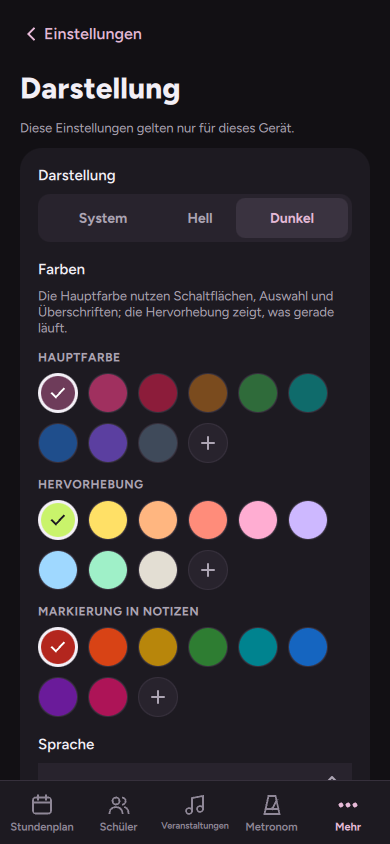 Einstellungen
Darstellung
Diese Einstellungen gelten nur für dieses Gerät.
Darstellung
System Hell Dunkel
Farben
Die Hauptfarbe nutzen Schaltflächen, Auswahl und
Überschriften; die Hervorhebung zeigt, was gerade
läuft.
HAUPTFARBE
HERVORHEBUNG
MARKIERUNG IN NOTIZEN
Sprache
Stundenplan Schüler Veranstaltungen Metronom Mehr